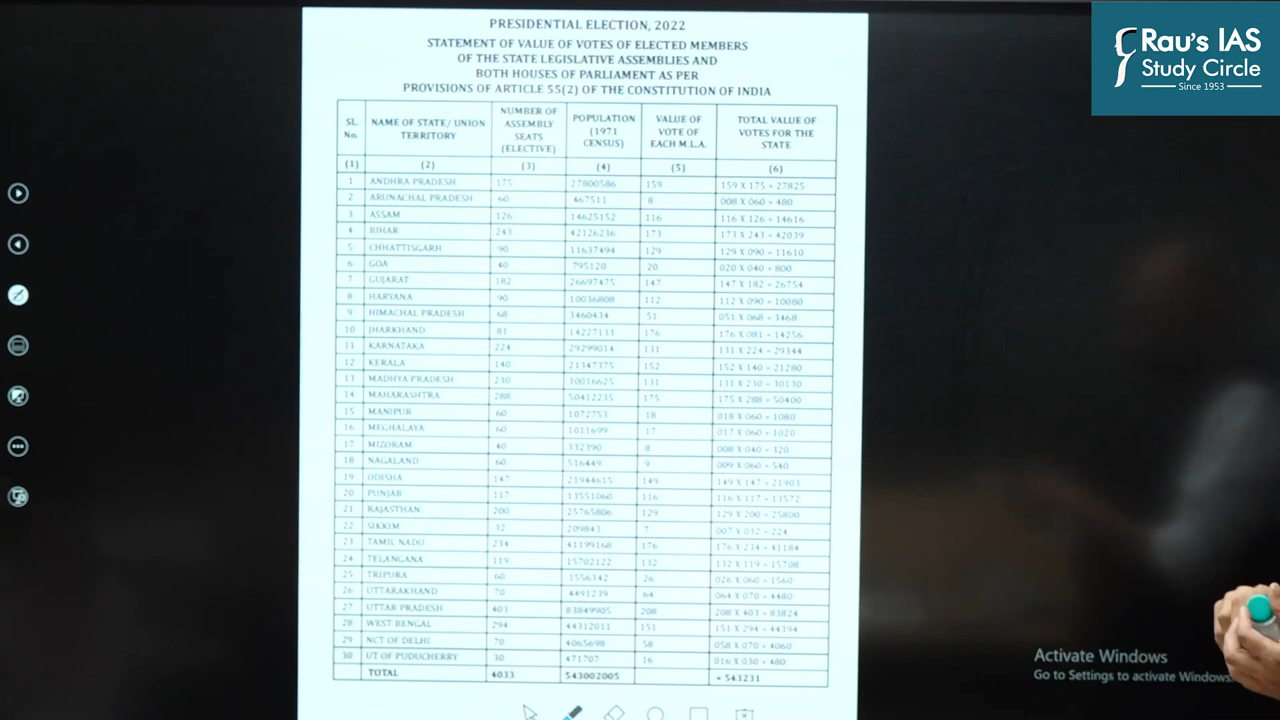 PRESIDENTIAL ELECTION, 2022
STATEMENT OF VALUE OF VOTES OF ELECTED MEMBERS
OF THE STATE LEGISLATIVE ASSEMBLIES AND
BOTH HOUSES OF PARLIAMENT AS PER
PROVISIONS OF ARTICLE 55(2) OF THE CONSTITUTION OF INDIA
SL. No. NAME OF STATE/ UNION TERRITORY NUMBER OF ASSEMBLY SEATS (ELECTIVE) POPULATION (1971 CENSUS) VALUE OF VOTE OF EACH M.L.A. TOTAL VALUE OF VOTES FOR THE STATE
(1) (2) (3) (4) (5) (6)
1 ANDHRA PRADESH 175 27800586 159 159 X 175 = 27825
2 ARUNACHAL PRADESH 60 467511 8 008 X 060 = 480
3 ASSAM 126 14625152 116 116 X 126 = 14616
4 BIHAR 243 42126236 173 173 X 243 = 42039
5 CHHATTISGARH 90 11637494 129 129 X 090 = 11610
6 GOA 40 795120 20 020 X 040 = 800
7 GUJARAT 182 26697475 147 147 X 182 = 26754
8 HARYANA 90 10036808 112 112 X 090 = 10080
9 HIMACHAL PRADESH 68 3460434 51 051 X 068 = 3468
10 JHARKHAND 81 14227133 176 176 X 081 = 14256
11 KARNATAKA 224 29299014 131 131 X 224 = 29344
12 KERALA 140 21347375 152 152 X 140 = 21280
13 MADHYA PRADESH 230 30016625 131 131 X 230 = 30130
14 MAHARASHTRA 288 50412235 175 175 X 288 = 50400
15 MANIPUR 60 1072753 18 018 X 060 = 1080
16 MEGHALAYA 60 1011699 17 017 X 060 = 1020
17 MIZORAM 40 332390 8 008 X 040 = 320
18 NAGALAND 60 516449 9 009 X 060 = 540
19 ODISHA 147 21944615 149 149 X 147 = 21903
20 PUNJAB 117 13551060 116 116 X 117 = 13572
21 RAJASTHAN 200 25765806 129 129 X 200 = 25800
22 SIKKIM 32 209843 7 007 X 032 = 224
23 TAMIL NADU 234 41199168 176 176 X 234 = 41184
24 TELANGANA 119 15702122 132 132 X 119 = 15708
25 TRIPURA 60 1556342 26 026 X 060 = 1560
26 UTTARAKHAND 70 4491239 64 064 X 070 = 4480
27 UTTAR PRADESH 403 83849905 208 208 X 403 = 83824
28 WEST BENGAL 294 44312011 151 151 X 294 = 44394
29 NCT OF DELHI 70 4065698 58 058 X 070 = 4060
30 UT OF PUDUCHERRY 30 471707 16 016 X 030 = 480
TOTAL 4033 543002005 = 543231
Rau's IAS
Study Circle
Since 1953
Activate Windows
Go to Settings to activate Windows.